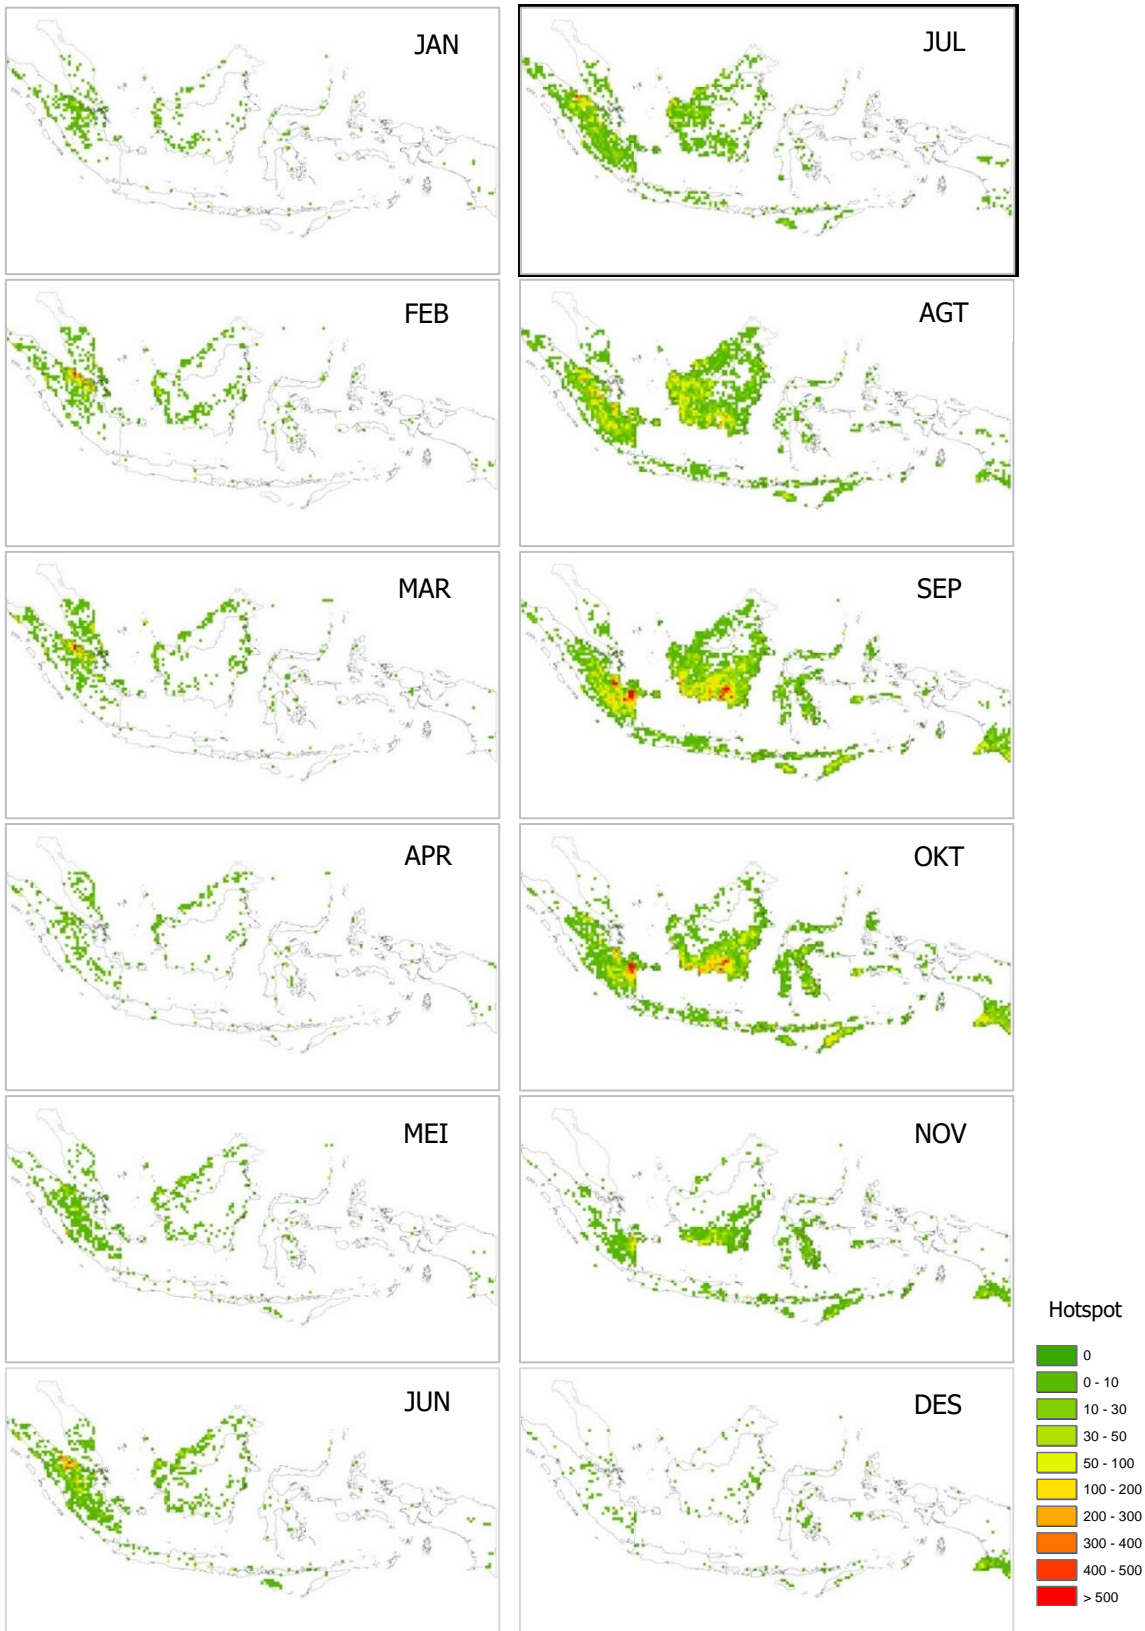 JAN
JUL
FEB
AGT
MAR
SEP
APR
OKT
MEI
NOV
JUN
DES
Hotspot
0
0 - 10
10 - 30
30 - 50
50 - 100
100 - 200
200 - 300
300 - 400
400 - 500
> 500